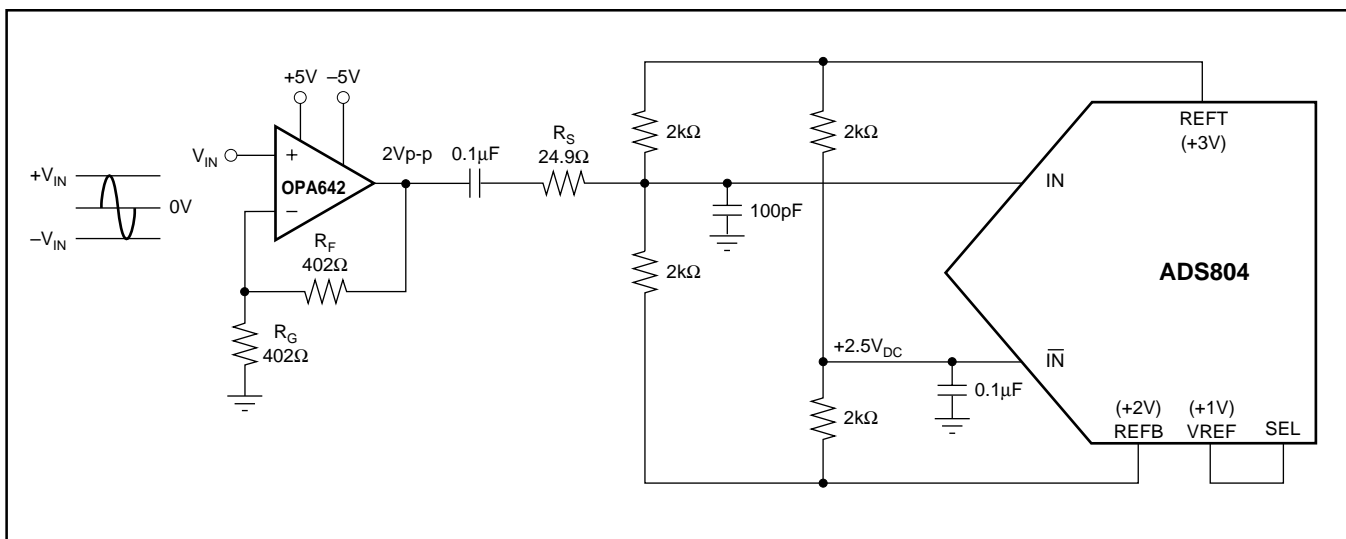 +5V
–5V
V_IN
+
–
OPA642
+V_IN
0V
–V_IN
2Vp-p
0.1µF
R_S
24.9Ω
R_F
402Ω
R_G
402Ω
2kΩ
2kΩ
2kΩ
2kΩ
100pF
+2.5V_DC
0.1µF
REFT
(+3V)
IN
ADS804
I̅N̅
(+2V)
REFB
(+1V)
VREF
SEL